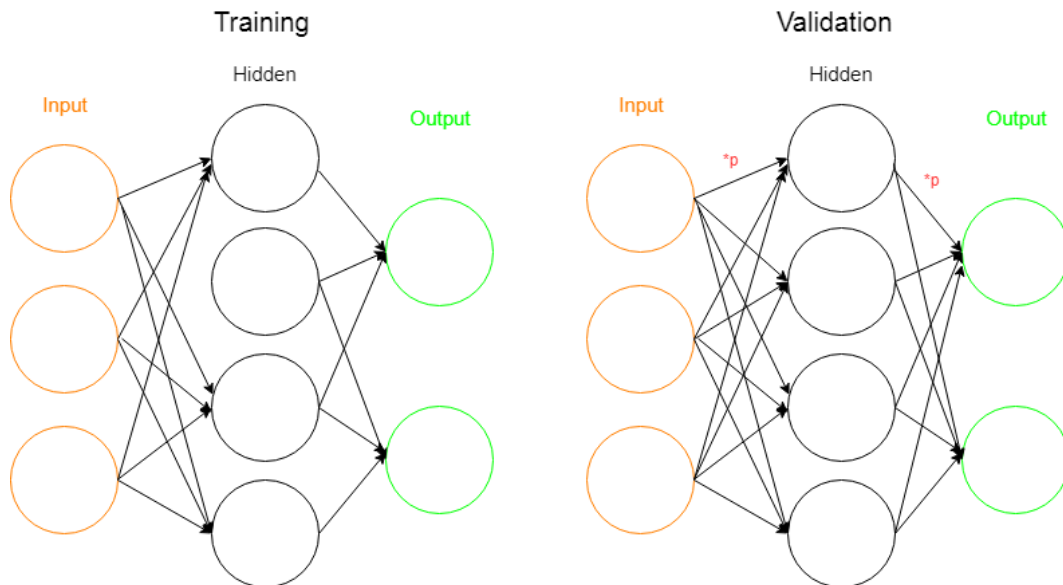 Training
Hidden
Input
Output
Validation
Hidden
Input
Output
*p
*p